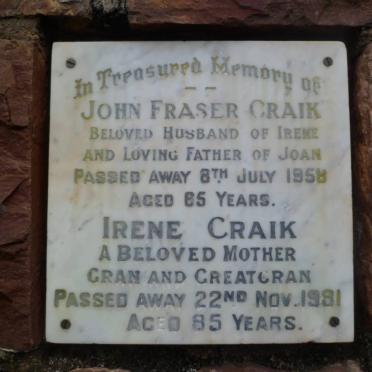 In Treasured Memory of
JOHN FRASER CRAIK
BELOVED HUSBAND OF IRENE
AND LOVING FATHER OF JOAN
PASSED AWAY 8TH JULY 1958
AGED 65 YEARS.
IRENE CRAIK
A BELOVED MOTHER
GRAN AND GREATGRAN
PASSED AWAY 22ND NOV. 1991
AGED 85 YEARS.